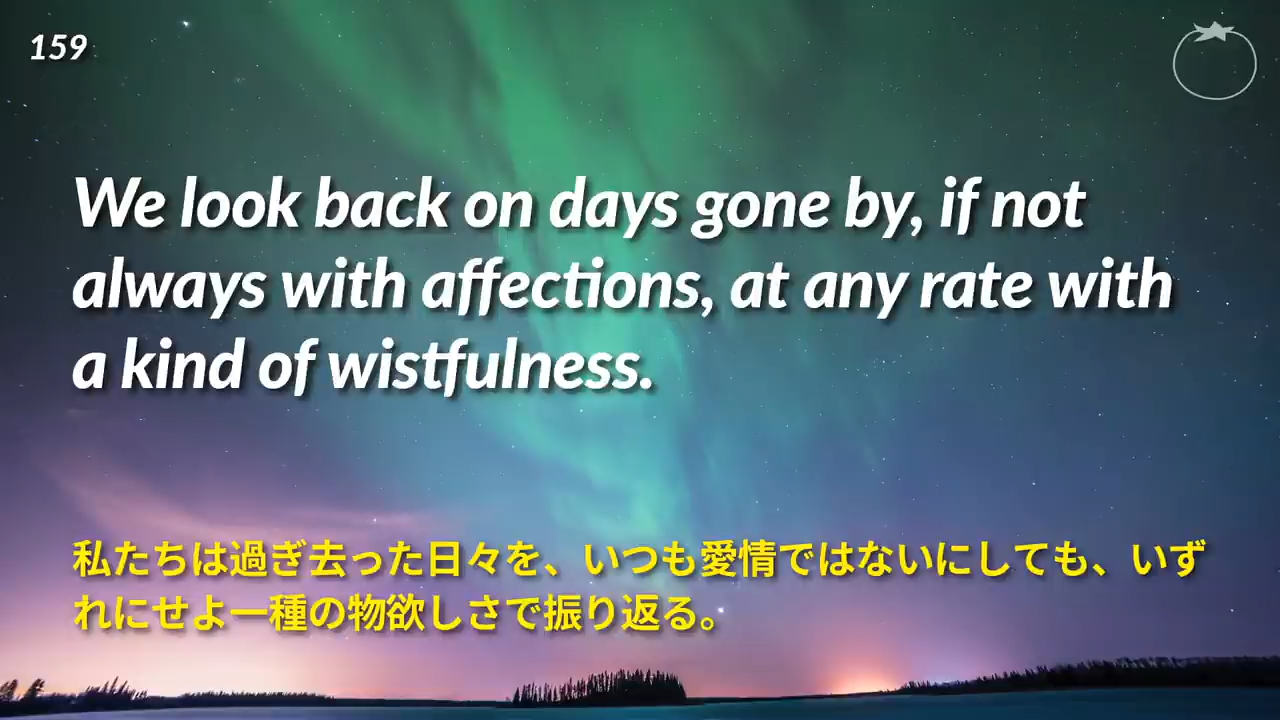 159
We look back on days gone by, if not
always with affections, at any rate with
a kind of wistfulness.
私たちは過ぎ去った日々を、いつも愛情ではないにしても、いず
れにせよ一種の物欲しさで振り返る。